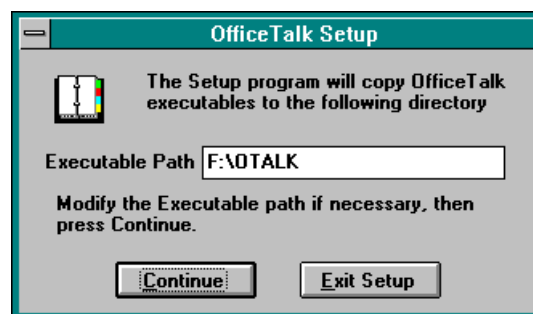 OfficeTalk Setup
The Setup program will copy OfficeTalk
executables to the following directory
Executable Path F:\OTALK
Modify the Executable path if necessary, then
press Continue.
Continue Exit Setup